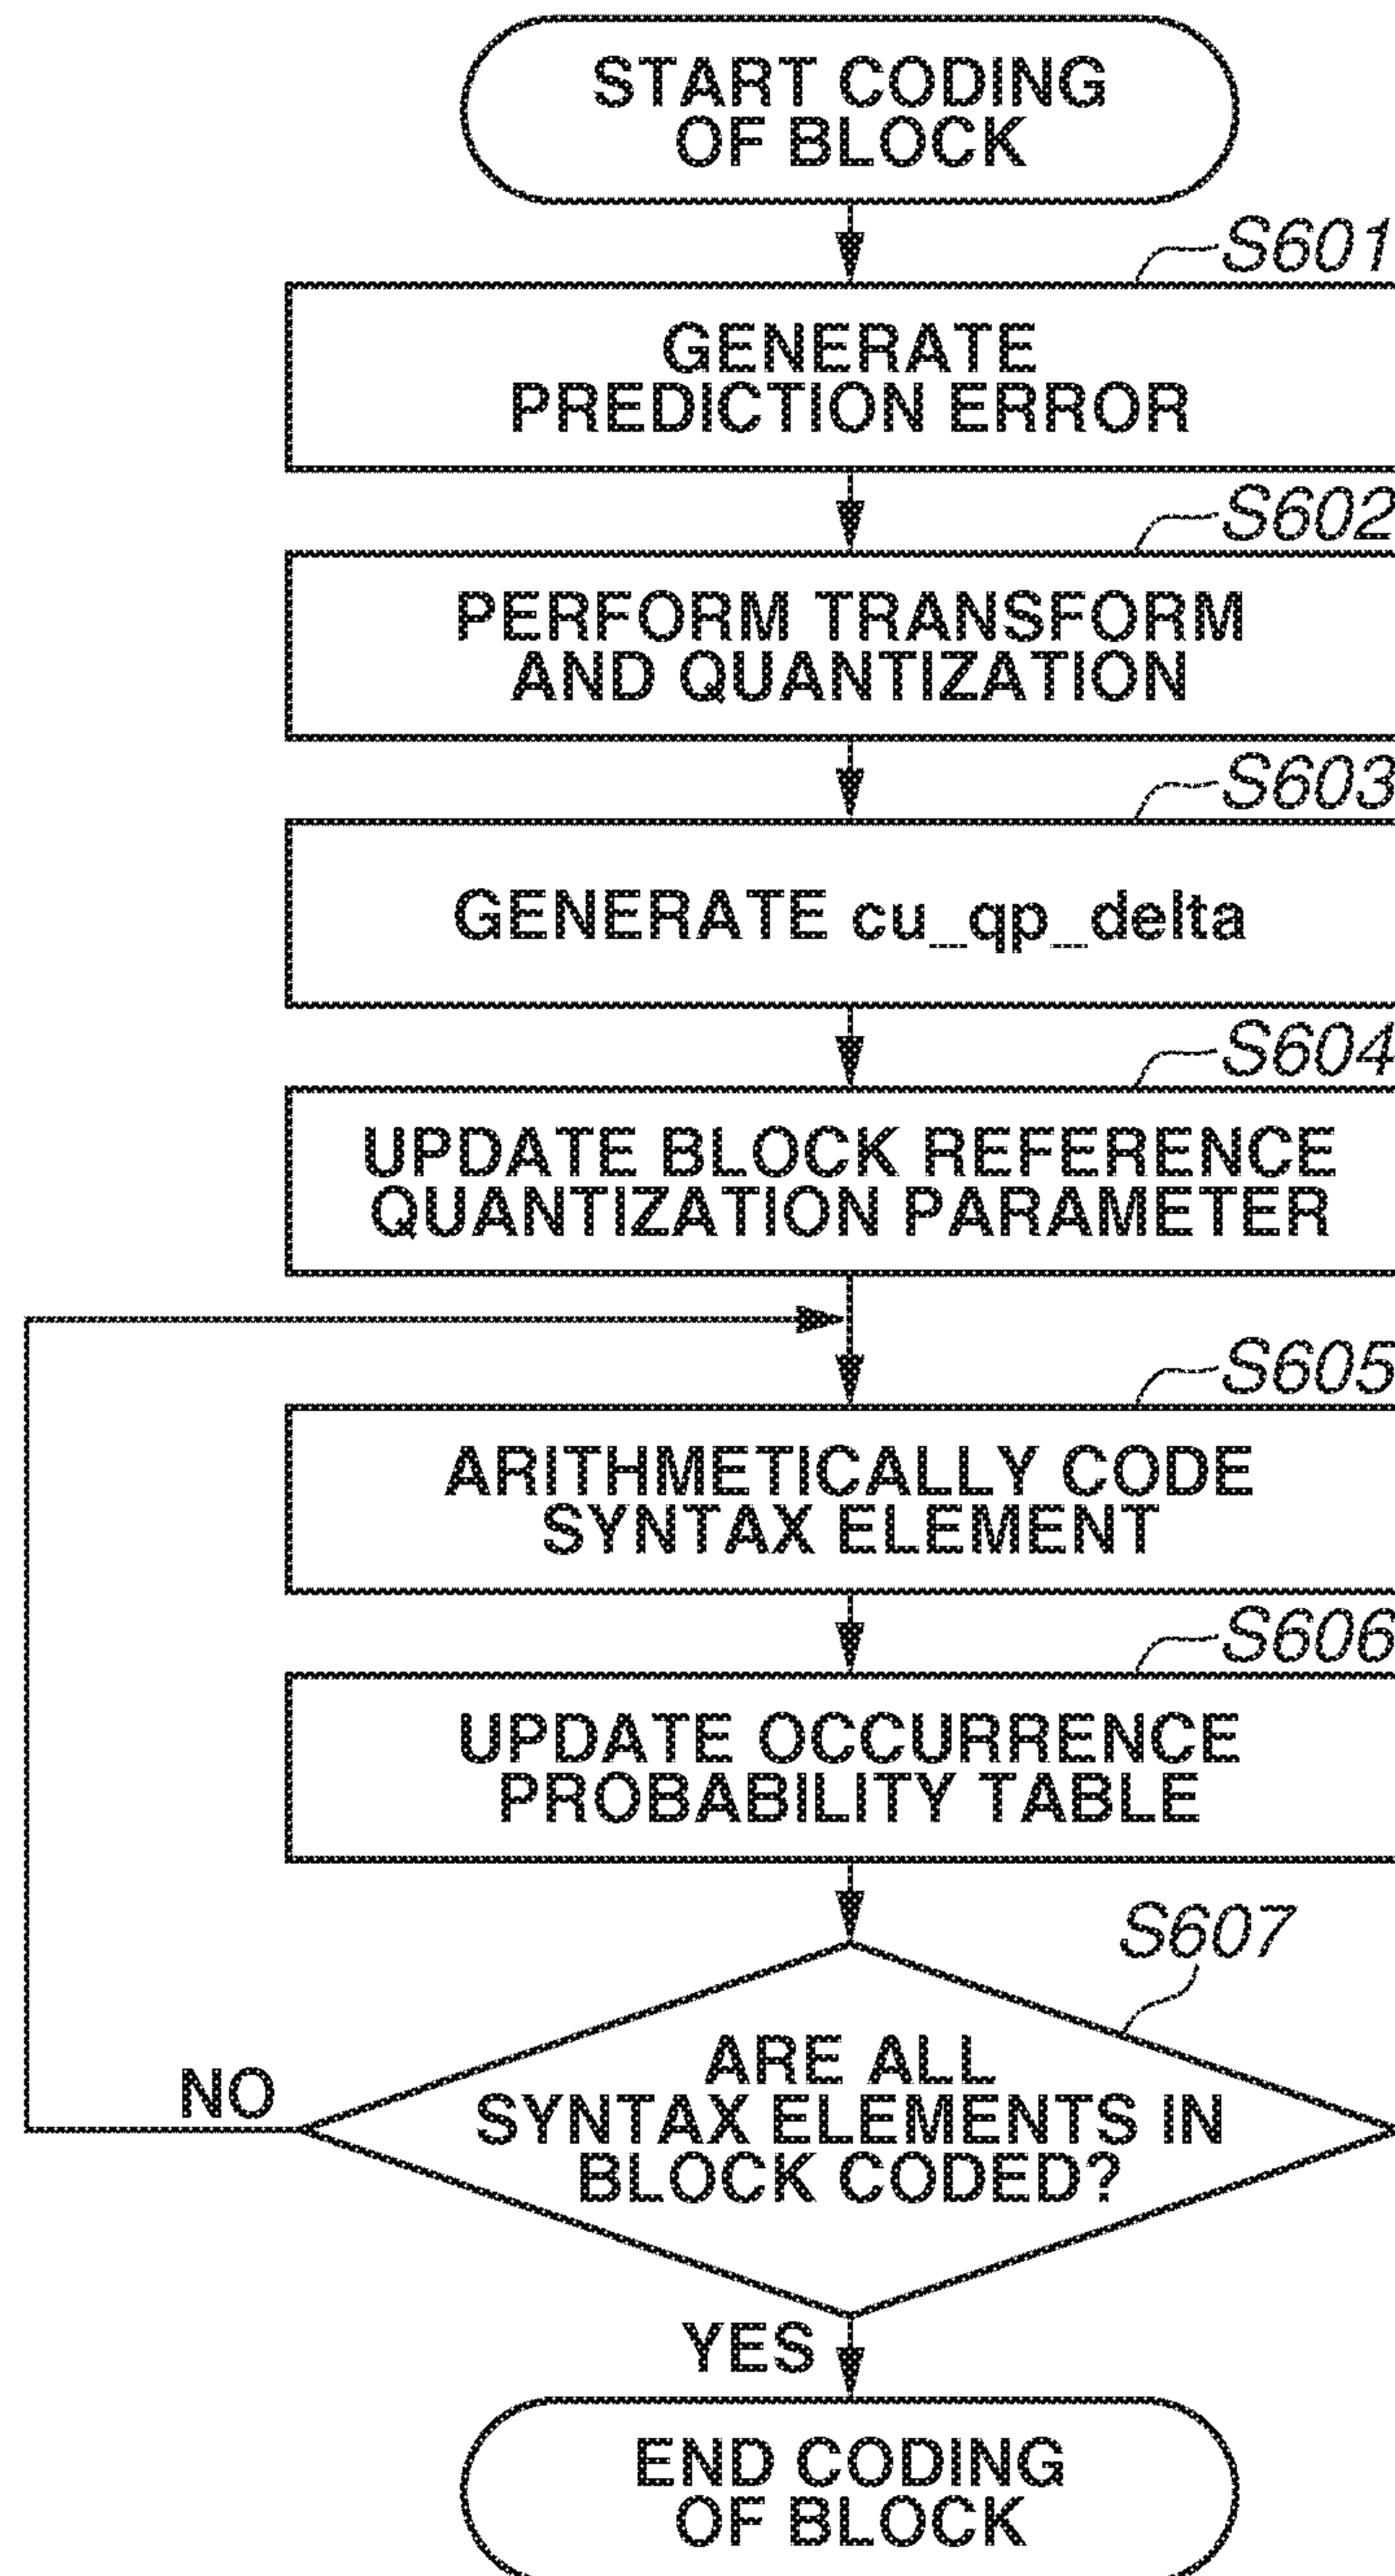 START CODING
OF BLOCK
S601
GENERATE
PREDICTION ERROR
S602
PERFORM TRANSFORM
AND QUANTIZATION
S603
GENERATE cu_qp_delta
S604
UPDATE BLOCK REFERENCE
QUANTIZATION PARAMETER
S605
ARITHMETICALLY CODE
SYNTAX ELEMENT
S606
UPDATE OCCURRENCE
PROBABILITY TABLE
S607
ARE ALL
SYNTAX ELEMENTS IN
BLOCK CODED?
NO
YES
END CODING
OF BLOCK